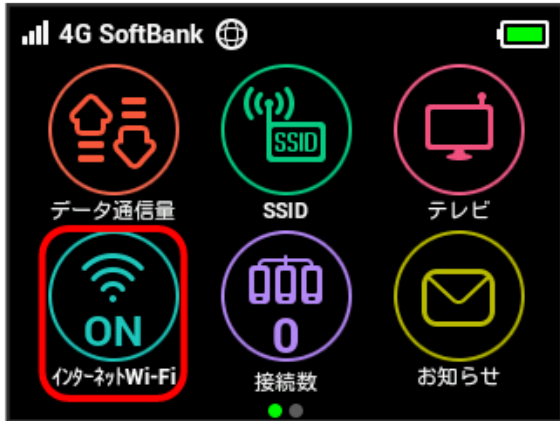 4G SoftBank
SSID
データ通信量
SSID
テレビ
ON
0
インターネットWi-Fi
接続数
お知らせ